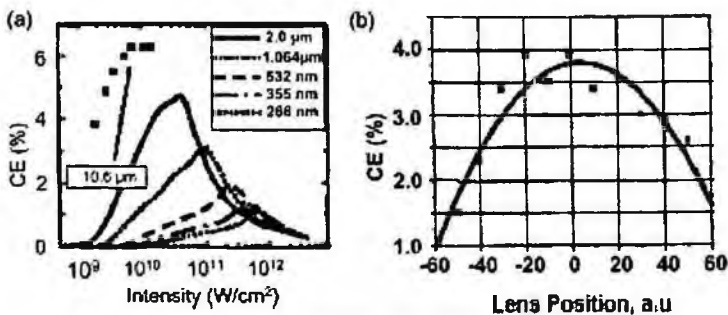 (a)
CE (%)
6
4
2
0
2.0 µm
1.064µm
532 nm
355 nm
266 nm
10.6 µm
10⁹ 10¹⁰ 10¹¹ 10¹²
Intensity (W/cm²)
(b)
CE (%)
4.0
3.0
2.0
1.0
-60 -40 -20 0 20 40 60
Lens Position, a.u